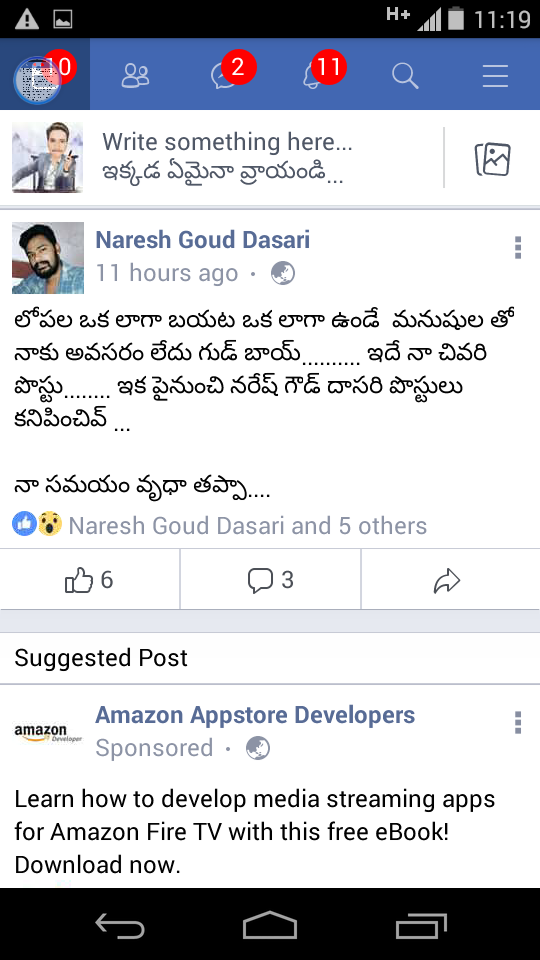 H+ 11:19
10 2 11
Write something here...
ఇక్కడ ఏమైనా వ్రాయండి...
Naresh Goud Dasari
11 hours ago ·
లోపల ఒక లాగా బయట ఒక లాగా ఉండే మనుషుల తో
నాకు అవసరం లేదు గుడ్ బాయ్.......... ఇదే నా చివరి
పొస్టు........ ఇక పైనుంచి నరేష్ గౌడ్ దాసరి పొస్టులు
కనిపించివ్ ...
నా సమయం వృధా తప్పా....
Naresh Goud Dasari and 5 others
6 3
Suggested Post
amazon
Developer
Amazon Appstore Developers
Sponsored ·
Learn how to develop media streaming apps
for Amazon Fire TV with this free eBook!
Download now.